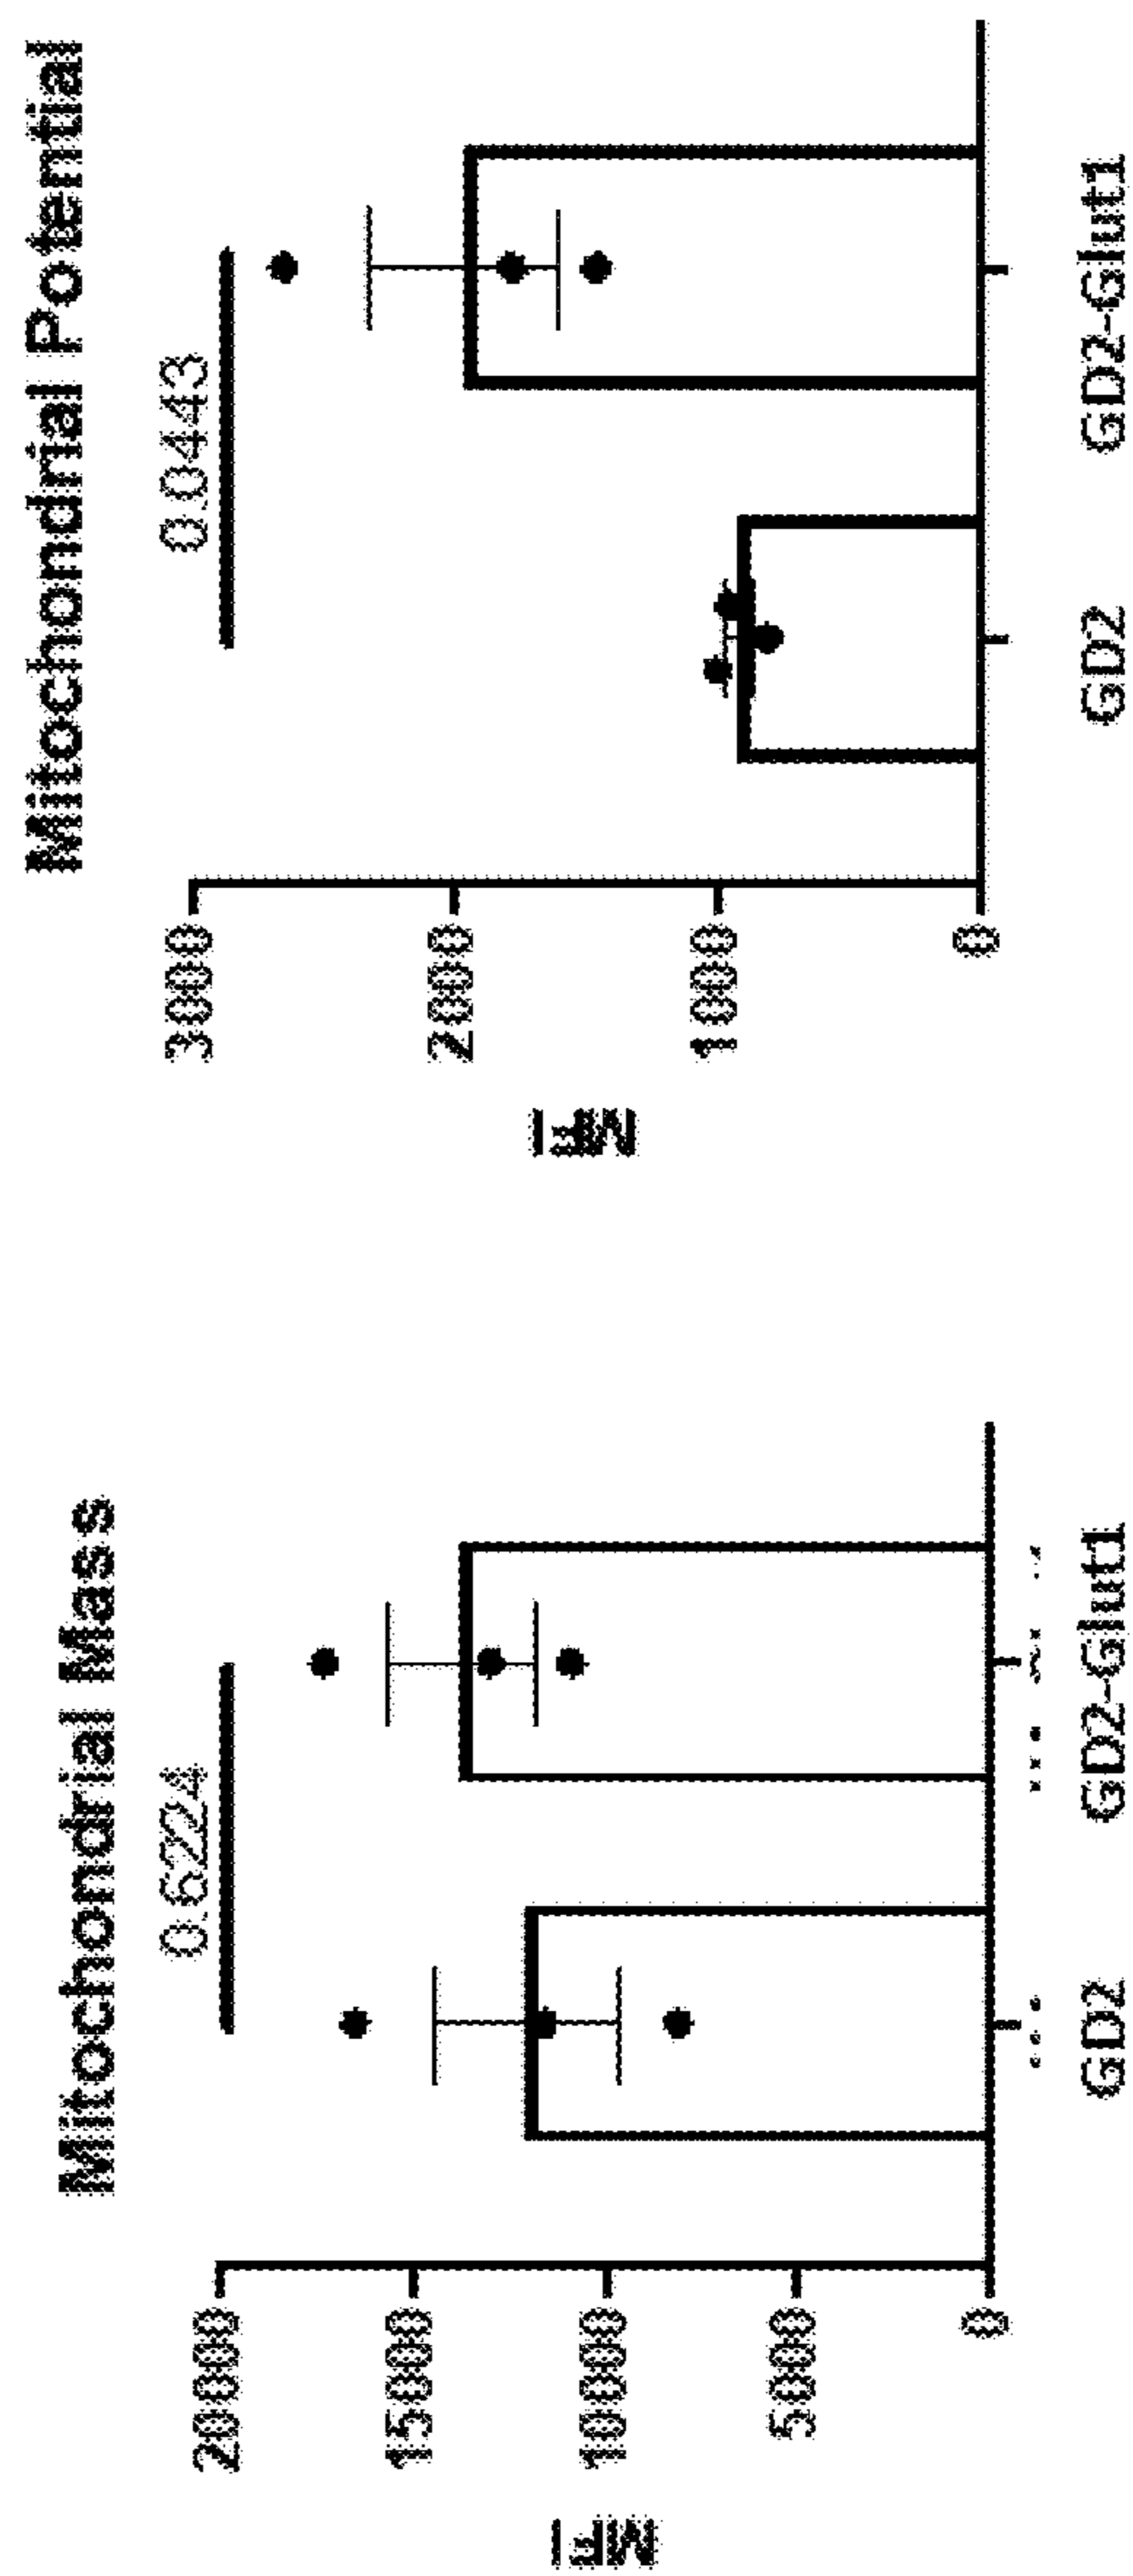 Mitochondrial Mass
0.6224
MFI
20000
15000
10000
5000
0
GD2
GD2-Glut1
Mitochondrial Potential
0.0443
MFI
3000
2000
1000
0
GD2
GD2-Glut1